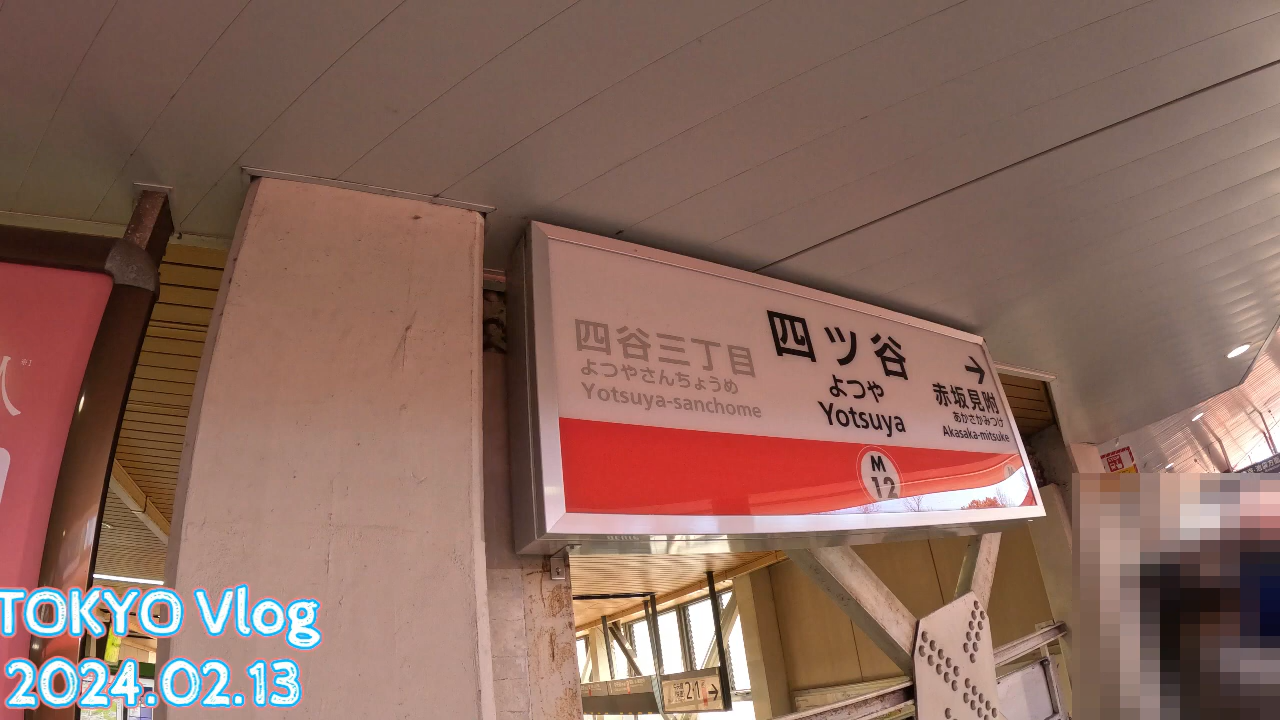 四谷三丁目
よつやさんちょうめ
Yotsuya-sanchome
四ツ谷
よつや
Yotsuya
→
赤坂見附
あかさかみつけ
Akasaka-mitsuke
M
12
TOKYO Vlog
2024.02.13